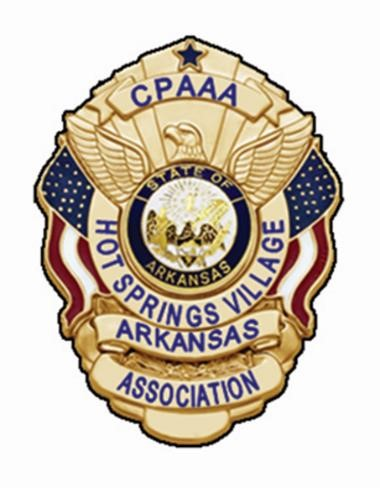 CPAAA
STATE OF
ARKANSAS
HOT SPRINGS VILLAGE
ARKANSAS
ASSOCIATION